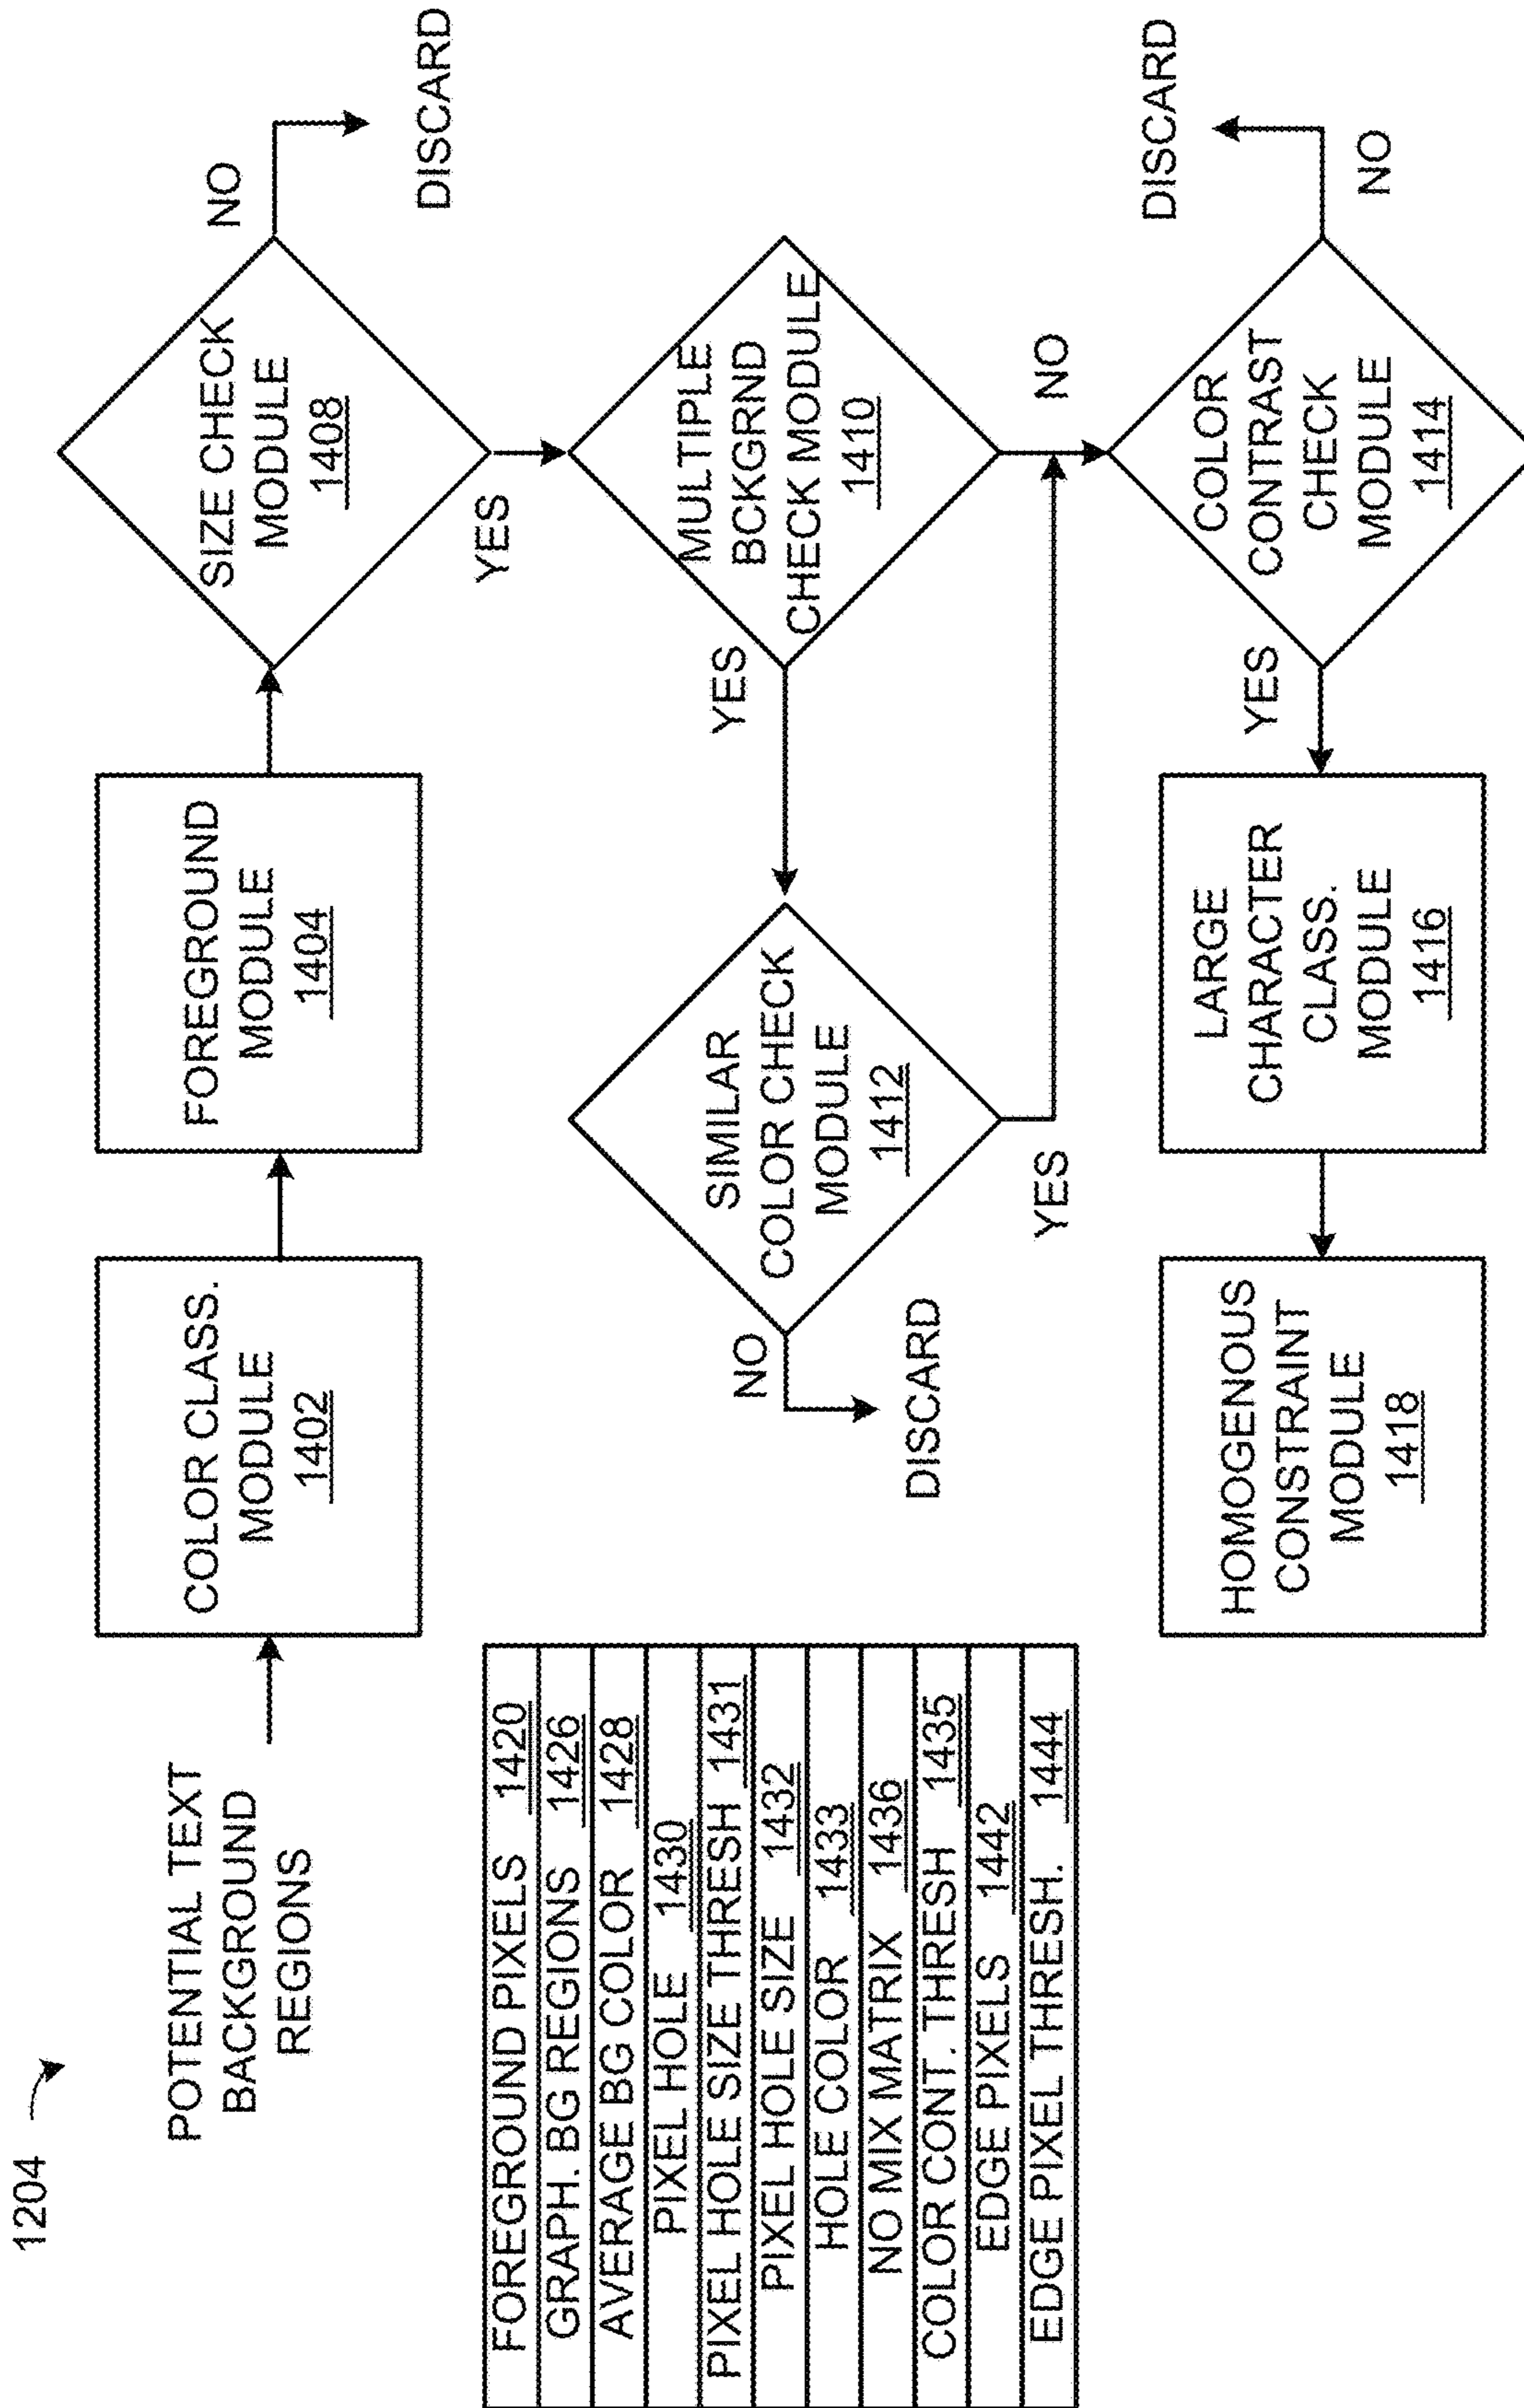 1204
POTENTIAL TEXT
BACKGROUND
REGIONS
COLOR CLASS.
MODULE
1402
FOREGROUND
MODULE
1404
SIZE CHECK
MODULE
1408
NO
DISCARD
YES
MULTIPLE
BCKGRND
CHECK MODULE
1410
YES
NO
SIMILAR
COLOR CHECK
MODULE
1412
NO
DISCARD
YES
COLOR
CONTRAST
CHECK
MODULE
1414
NO
DISCARD
YES
LARGE
CHARACTER
CLASS.
MODULE
1416
HOMOGENOUS
CONSTRAINT
MODULE
1418
FOREGROUND PIXELS 1420
GRAPH. BG REGIONS 1426
AVERAGE BG COLOR 1428
PIXEL HOLE 1430
PIXEL HOLE SIZE THRESH 1431
PIXEL HOLE SIZE 1432
HOLE COLOR 1433
NO MIX MATRIX 1436
COLOR CONT. THRESH 1435
EDGE PIXELS 1442
EDGE PIXEL THRESH. 1444